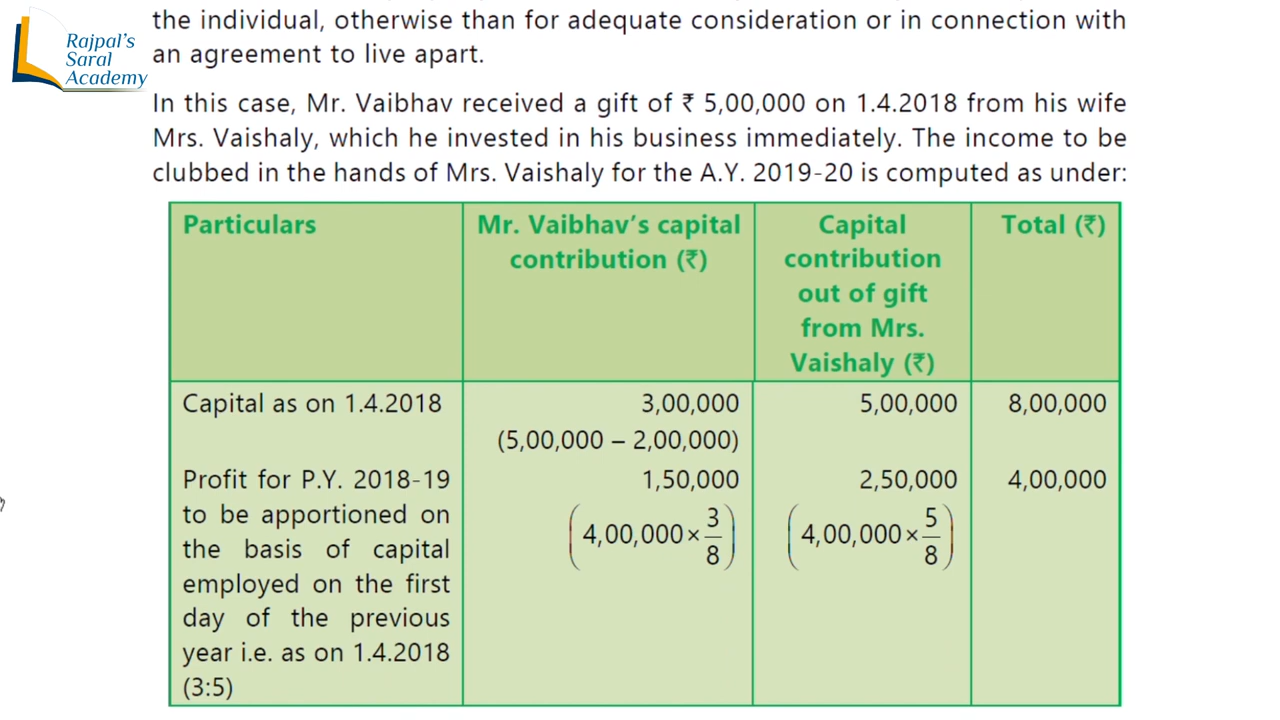 the individual, otherwise than for adequate consideration or in connection with
an agreement to live apart.
Rajpal's
Saral
Academy
In this case, Mr. Vaibhav received a gift of ₹ 5,00,000 on 1.4.2018 from his wife
Mrs. Vaishaly, which he invested in his business immediately. The income to be
clubbed in the hands of Mrs. Vaishaly for the A.Y. 2019-20 is computed as under:
Particulars
Mr. Vaibhav's capital
contribution (₹)
Capital
contribution
out of gift
from Mrs.
Vaishaly (₹)
Total (₹)
Capital as on 1.4.2018
3,00,000
(5,00,000 – 2,00,000)
5,00,000
8,00,000
Profit for P.Y. 2018-19
to be apportioned on
the basis of capital
employed on the first
day of the previous
year i.e. as on 1.4.2018
(3:5)
1,50,000
(4,00,000 × 3/8)
2,50,000
(4,00,000 × 5/8)
4,00,000